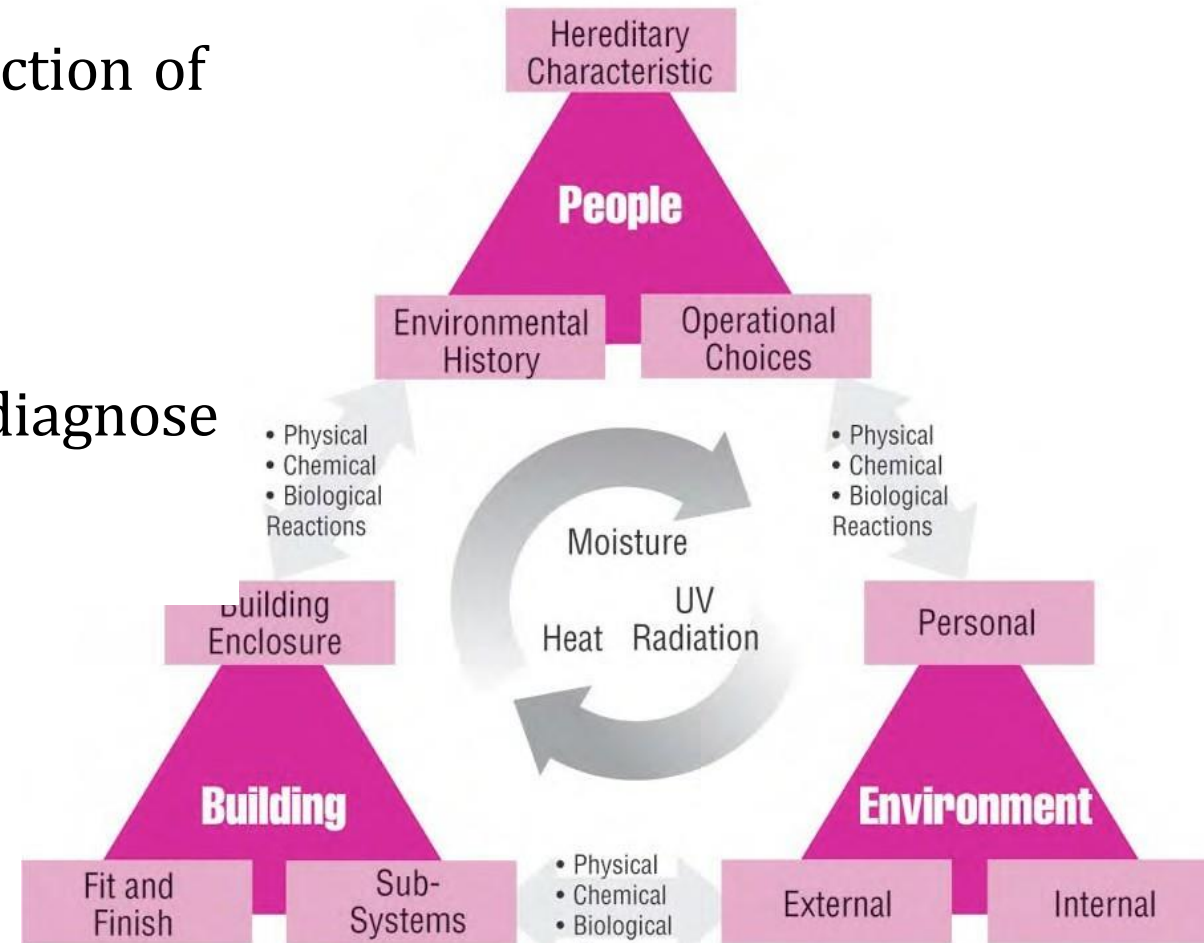 ction of
diagnose
Hereditary
Characteristic
People
Environmental
History
Operational
Choices
• Physical
• Chemical
• Biological
Reactions
• Physical
• Chemical
• Biological
Reactions
Moisture
UV
Heat Radiation
Building
Enclosure
Personal
Building
Environment
Fit and
Finish
Sub-
Systems
• Physical
• Chemical
• Biological
External
Internal